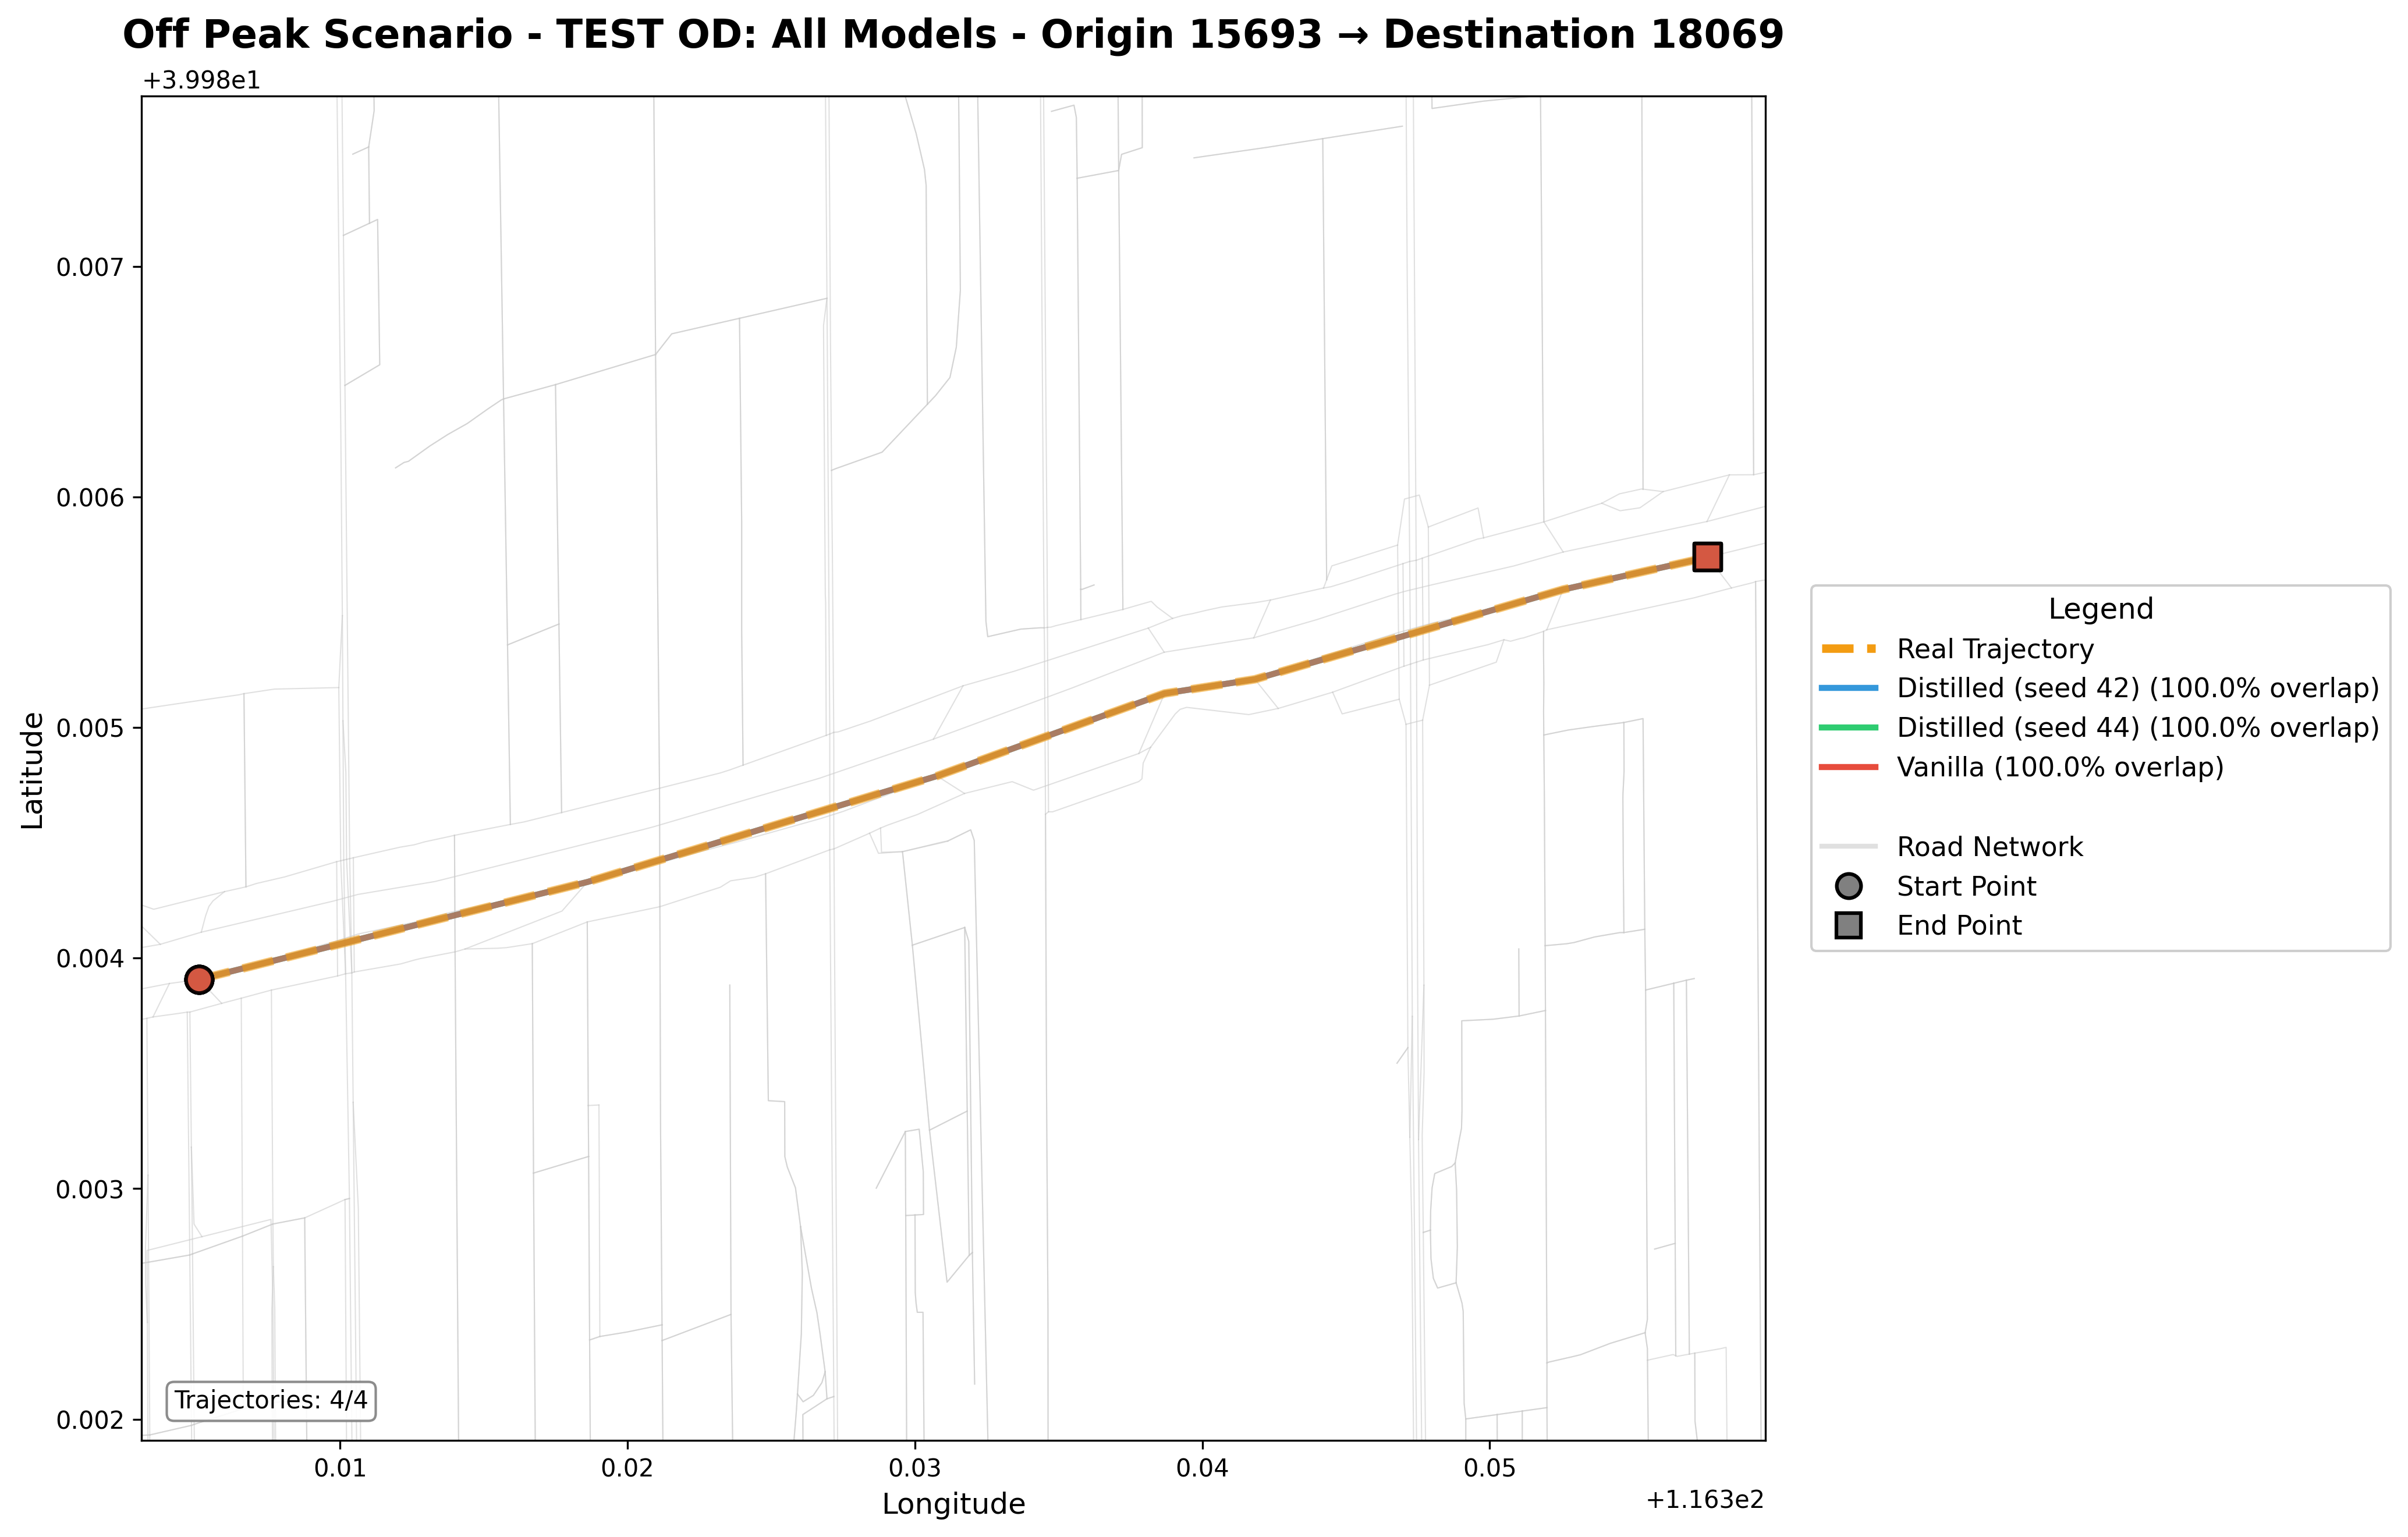 Off Peak Scenario - TEST OD: All Models - Origin 15693 → Destination 18069
+3.998e1
0.007
0.006
0.005
0.004
0.003
0.002
Latitude
Trajectories: 4/4
0.01
0.02
0.03
0.04
0.05
Longitude
+1.163e2
Legend
Real Trajectory
Distilled (seed 42) (100.0% overlap)
Distilled (seed 44) (100.0% overlap)
Vanilla (100.0% overlap)
Road Network
Start Point
End Point